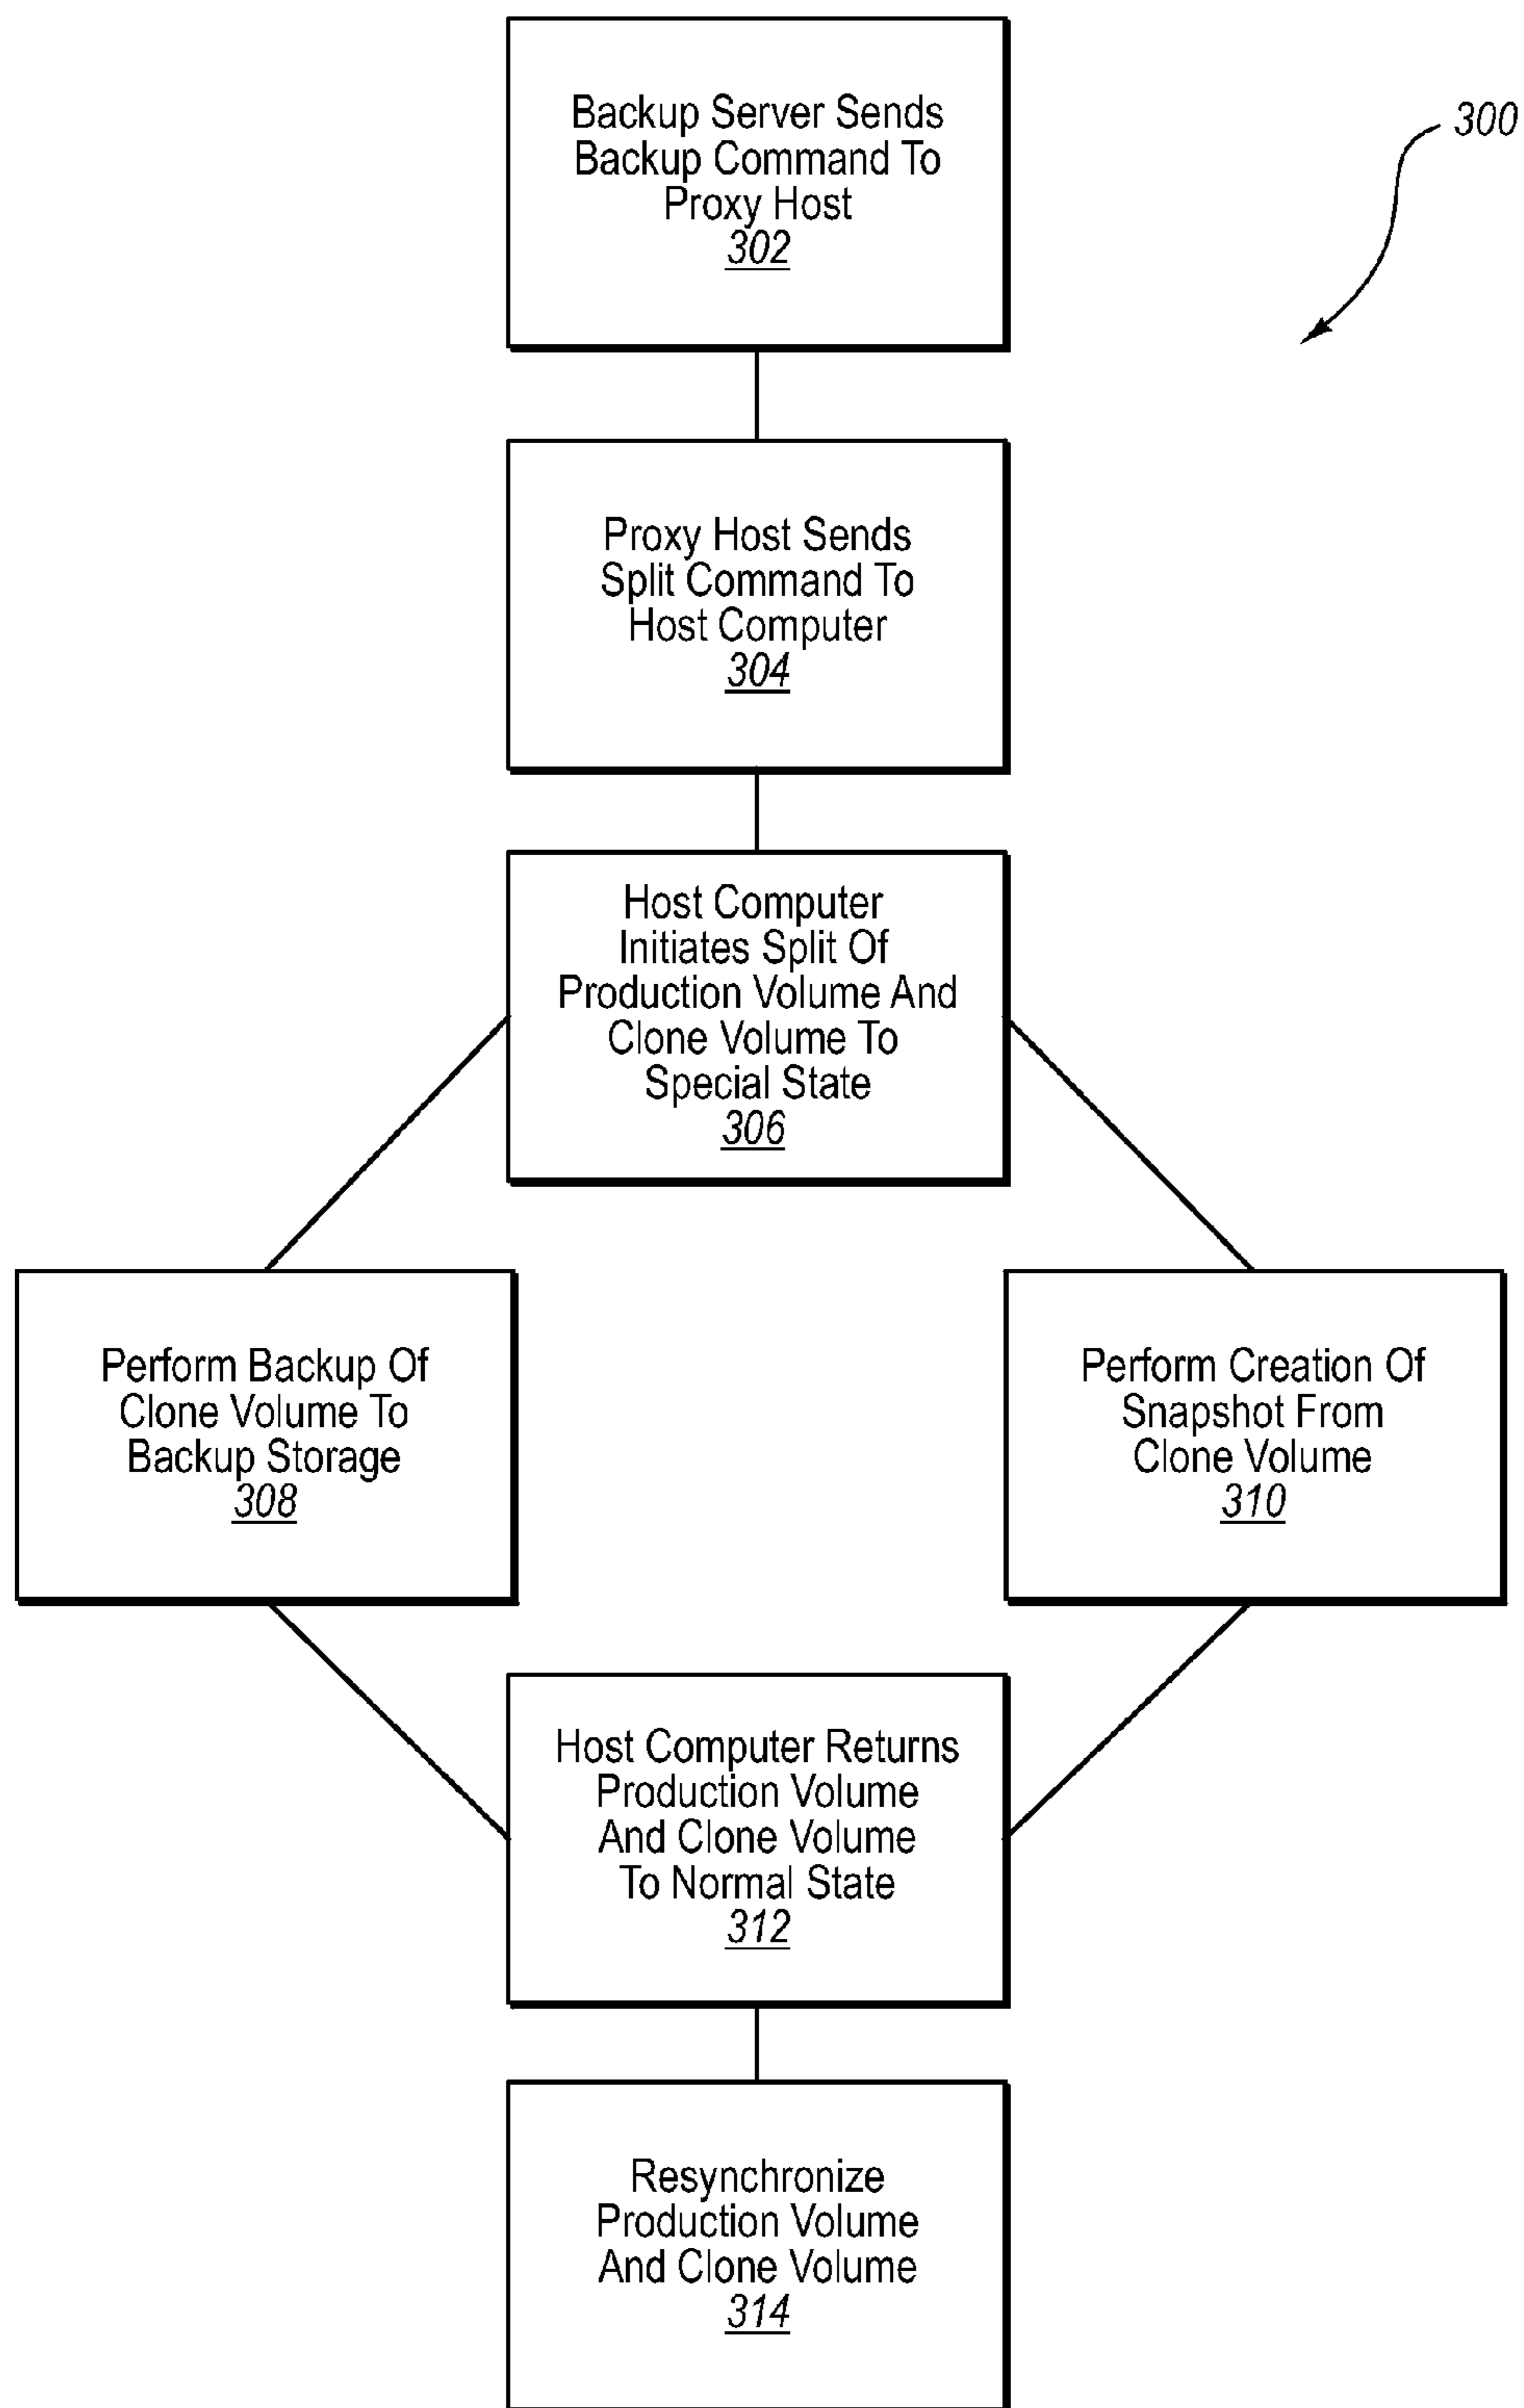 Backup Server Sends
Backup Command To
Proxy Host
302
300
Proxy Host Sends
Split Command To
Host Computer
304
Host Computer
Initiates Split Of
Production Volume And
Clone Volume To
Special State
306
Perform Backup Of
Clone Volume To
Backup Storage
308
Perform Creation Of
Snapshot From
Clone Volume
310
Host Computer Returns
Production Volume
And Clone Volume
To Normal State
312
Resynchronize
Production Volume
And Clone Volume
314